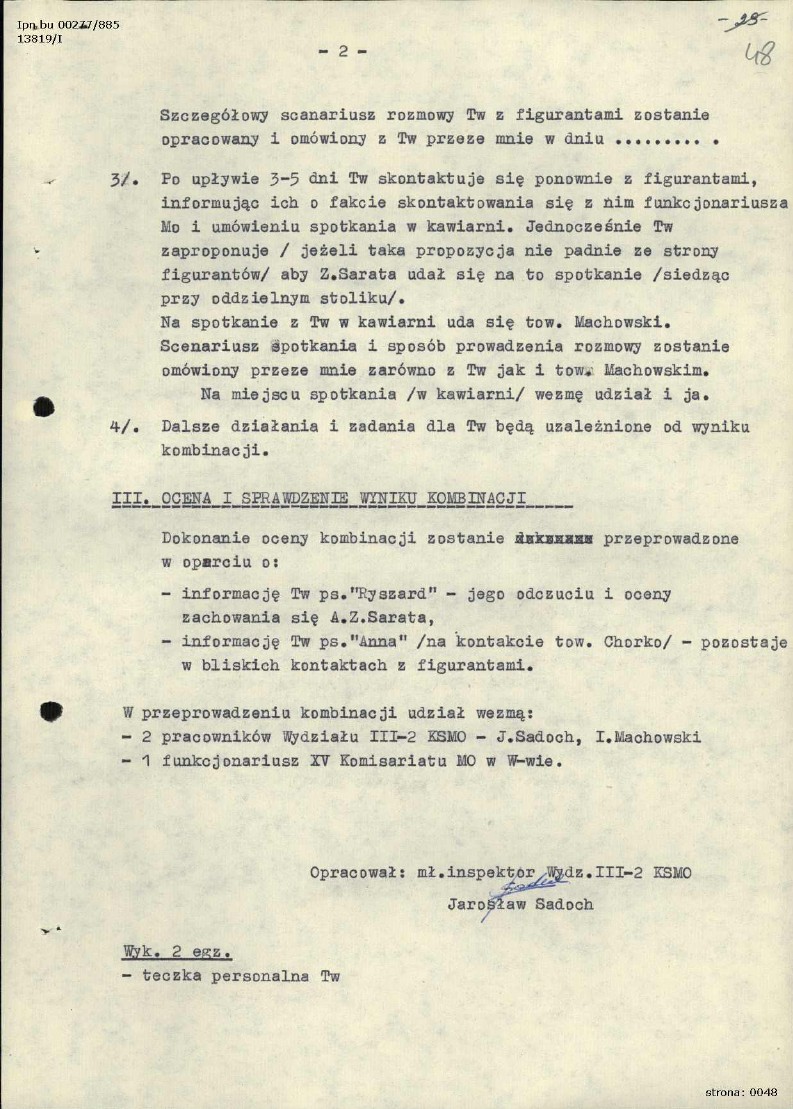 Ipn bu 00277/885
13819/I
48
- 2 -
Szczegółowy scanariusz rozmowy Tw z figurantami zostanie
opracowany i omówiony z Tw przeze mnie w dniu ......... .
3/. Po upływie 3-5 dni Tw skontaktuje się ponownie z figurantami,
informując ich o fakcie skontaktowania się z nim funkcjonariusza
Mo i umówieniu spotkania w kawiarni. Jednocześnie Tw
zaproponuje / jeżeli taka propozycja nie padnie ze strony
figurantów/ aby Z.Sarata udał się na to spotkanie /siedząc
przy oddzielnym stoliku/.
Na spotkanie z Tw w kawiarni uda się tow. Machowski.
Scenariusz spotkania i sposób prowadzenia rozmowy zostanie
omówiony przeze mnie zarówno z Tw jak i tow. Machowskim.
Na miejscu spotkania /w kawiarni/ wezmę udział i ja.
4/. Dalsze działania i zadania dla Tw będą uzależnione od wyniku
kombinacji.
III. OCENA I SPRAWDZENIE WYNIKU KOMBINACJI
Dokonanie oceny kombinacji zostanie przeprowadzone
w oparciu o:
- informację Tw ps."Ryszard" - jego odczuciu i oceny
zachowania się A.Z.Sarata,
- informację Tw ps."Anna" /na kontakcie tow. Chorko/ - pozostaje
w bliskich kontaktach z figurantami.
W przeprowadzeniu kombinacji udział wezmą:
- 2 pracowników Wydziału III-2 KSMO - J.Sadoch, I.Machowski
- 1 funkcjonariusz XV Komisariatu MO w W-wie.
Opracował: mł.inspektor Wydz.III-2 KSMO
Jarosław Sadoch
Wyk. 2 egz.
- teczka personalna Tw
strona: 0048